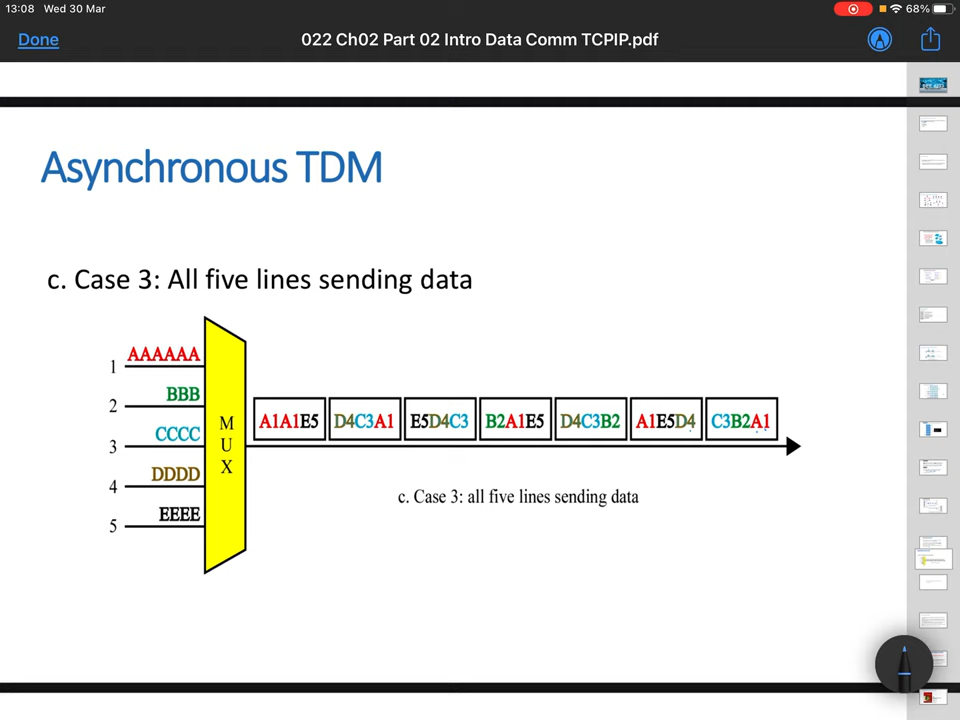 13:08 Wed 30 Mar
68%
Done
022 Ch02 Part 02 Intro Data Comm TCPIP.pdf
Asynchronous TDM
c. Case 3: All five lines sending data
1 AAAAAA
2 BBB
3 CCCC
4 DDDD
5 EEEE
M
U
X
A1A1E5 D4C3A1 E5D4C3 B2A1E5 D4C3B2 A1E5D4 C3B2A1
c. Case 3: all five lines sending data